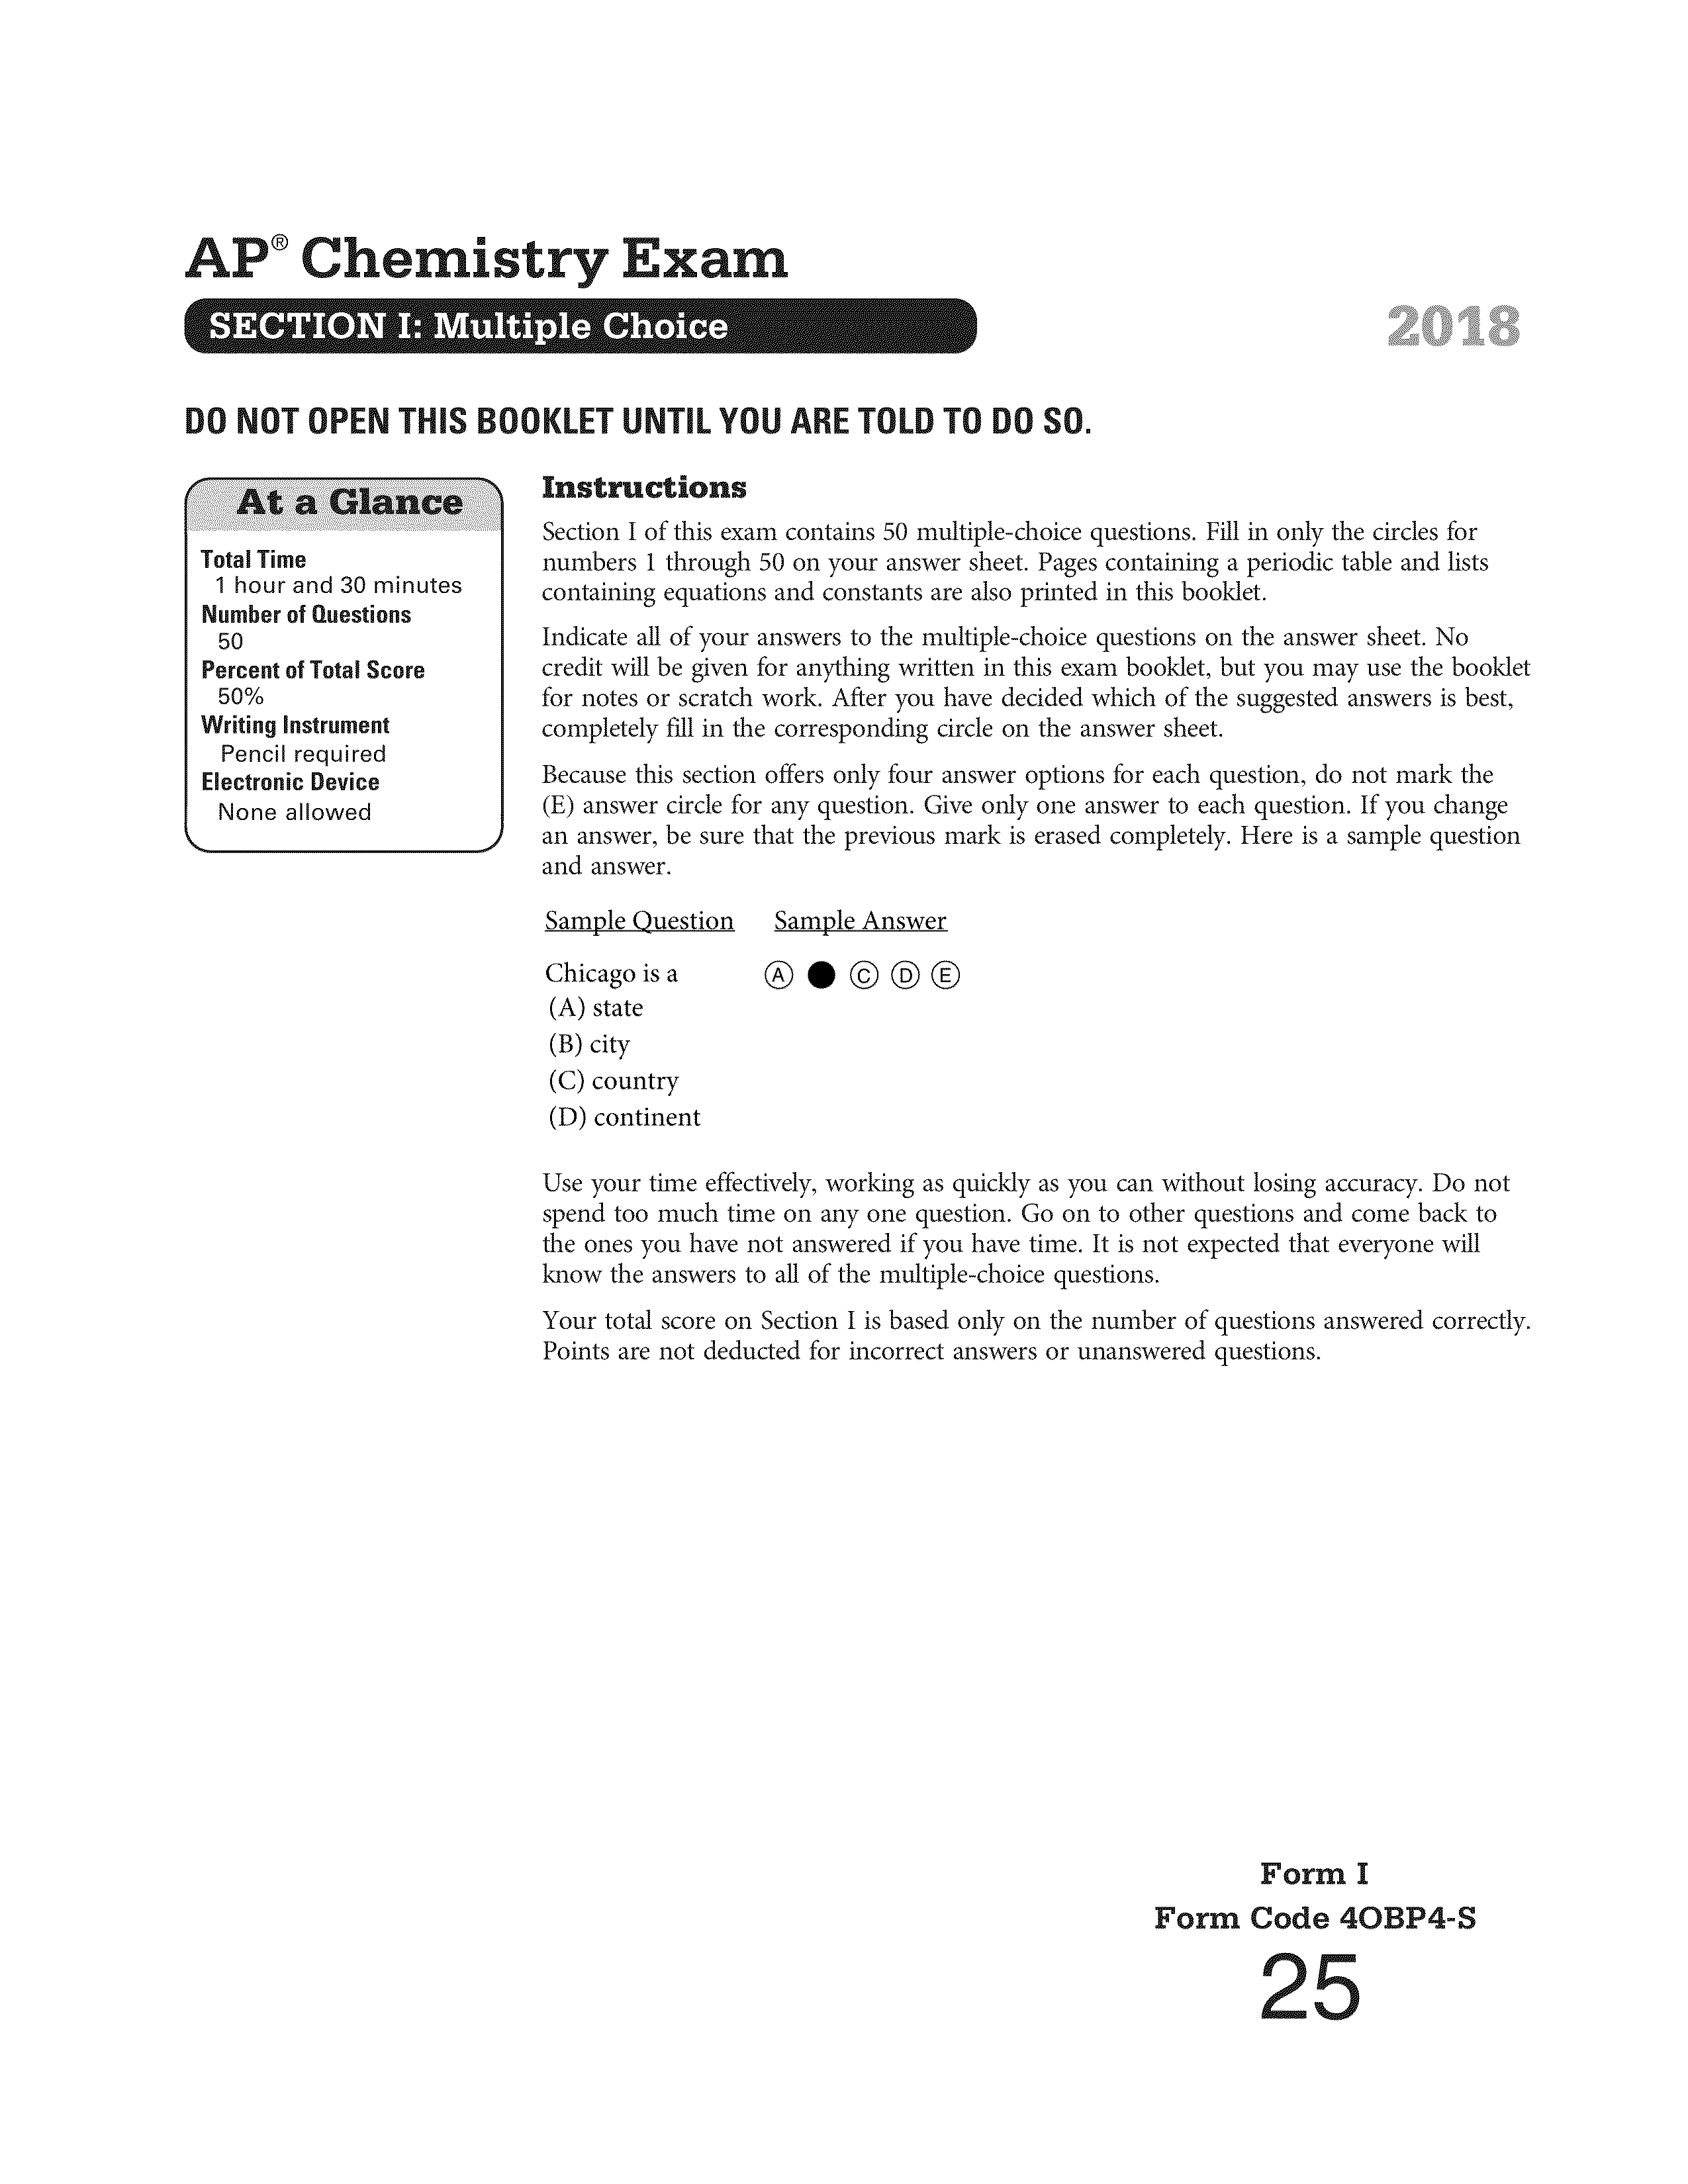 AP® Chemistry Exam
SECTION I: Multiple Choice
2018
DO NOT OPEN THIS BOOKLET UNTIL YOU ARE TOLD TO DO SO.
At a Glance
Total Time
1 hour and 30 minutes
Number of Questions
50
Percent of Total Score
50%
Writing Instrument
Pencil required
Electronic Device
None allowed
Instructions
Section I of this exam contains 50 multiple-choice questions. Fill in only the circles for
numbers 1 through 50 on your answer sheet. Pages containing a periodic table and lists
containing equations and constants are also printed in this booklet.
Indicate all of your answers to the multiple-choice questions on the answer sheet. No
credit will be given for anything written in this exam booklet, but you may use the booklet
for notes or scratch work. After you have decided which of the suggested answers is best,
completely fill in the corresponding circle on the answer sheet.
Because this section offers only four answer options for each question, do not mark the
(E) answer circle for any question. Give only one answer to each question. If you change
an answer, be sure that the previous mark is erased completely. Here is a sample question
and answer.
Sample Question Sample Answer
Chicago is a Ⓐ ● Ⓒ Ⓓ Ⓔ
(A) state
(B) city
(C) country
(D) continent
Use your time effectively, working as quickly as you can without losing accuracy. Do not
spend too much time on any one question. Go on to other questions and come back to
the ones you have not answered if you have time. It is not expected that everyone will
know the answers to all of the multiple-choice questions.
Your total score on Section I is based only on the number of questions answered correctly.
Points are not deducted for incorrect answers or unanswered questions.
Form I
Form Code 4OBP4-S
25